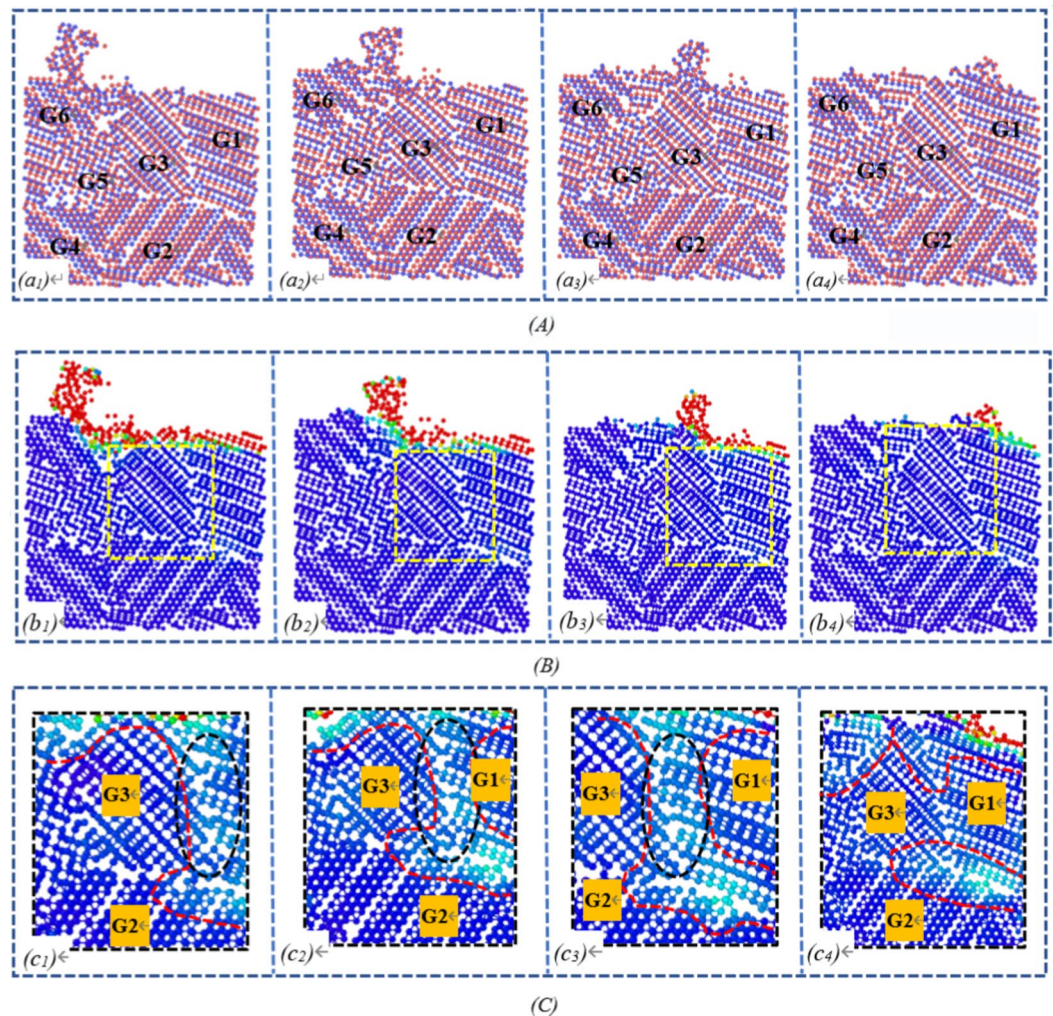 G6 G1 G3 G5 G4 G2 (a1)↵
G6 G1 G3 G5 G4 G2 (a2)↵
G6 G1 G3 G5 G4 G2 (a3)↵
G6 G1 G3 G5 G4 G2 (a4)↵
(A)
(b1)↵
(b2)↵
(b3)↵
(b4)↵
(B)
G3↵
G2↵
(c1)↵
G3↵
G1↵
G2↵
(c2)↵
G3↵
G1↵
G2↵
(c3)↵
G3↵
G1↵
G2↵
(c4)↵
(C)